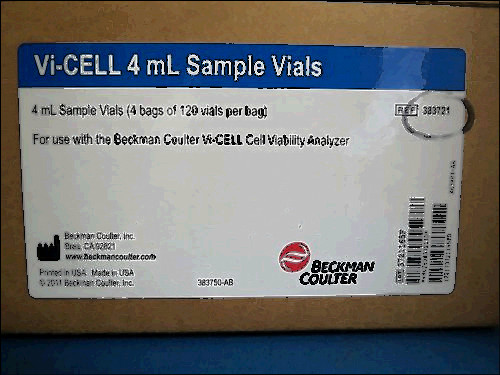 Vi-CELL 4 mL Sample Vials
4 mL Sample Vials (4 bags of 120 vials per bag)
REF 383721
For use with the Beckman Coulter Vi-CELL Cell Viability Analyzer
Beckman Coulter, Inc.
Brea, CA 92821
www.beckmancoulter.com
Printed in USA Made in USA
© 2011 Beckman Coulter, Inc.
383750-AB
BECKMAN
COULTER